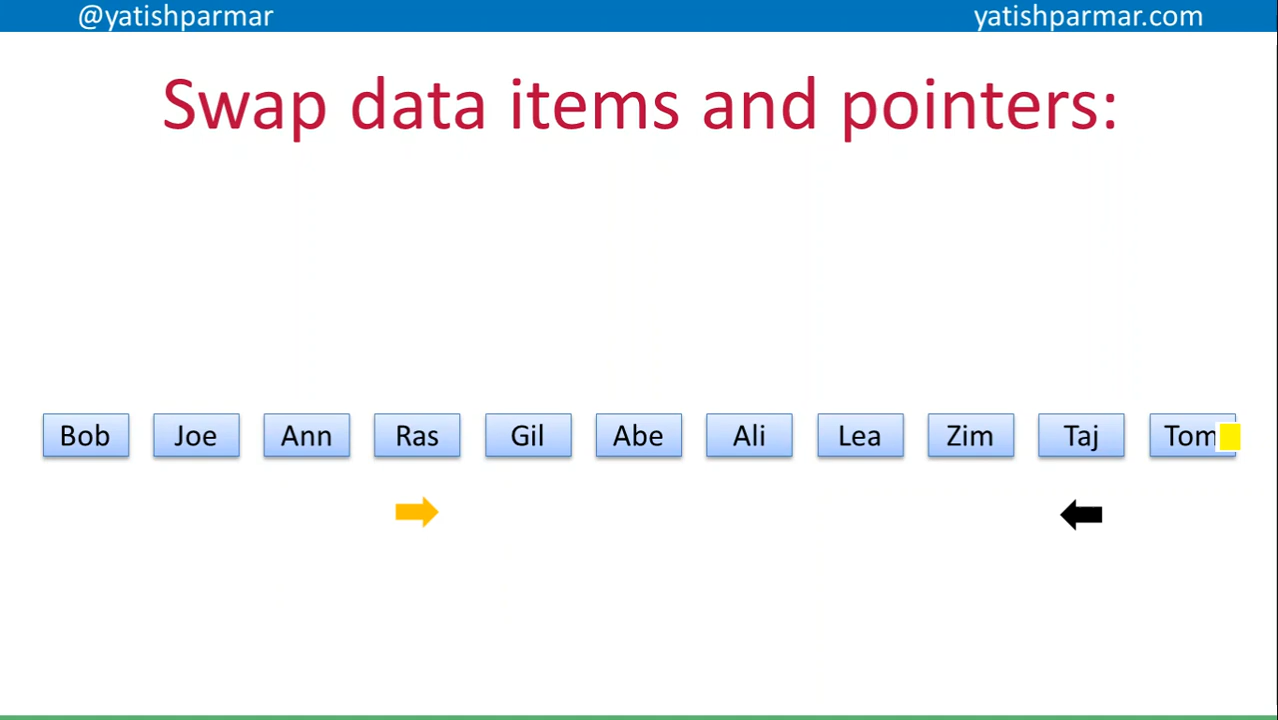 @yatishparmar yatishparmar.com
Swap data items and pointers:
Bob Joe Ann Ras Gil Abe Ali Lea Zim Taj Tom